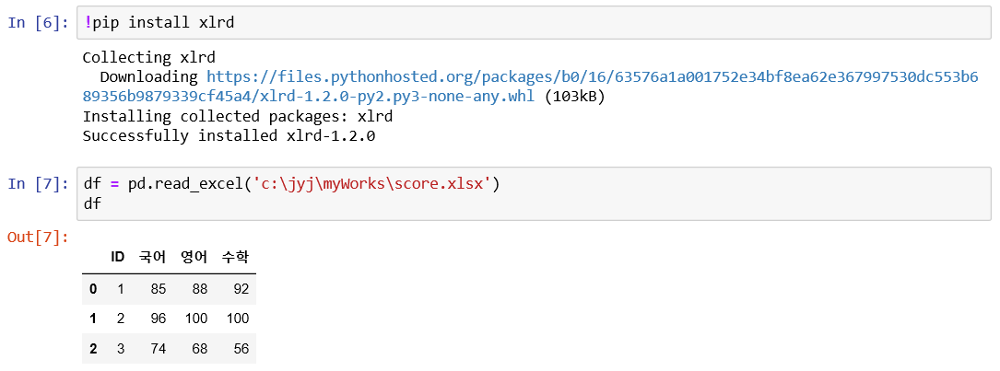 In [6]: !pip install xlrd
Collecting xlrd
Downloading https://files.pythonhosted.org/packages/b0/16/63576a1a001752e34bf8ea62e367997530dc553b6
89356b9879339cf45a4/xlrd-1.2.0-py2.py3-none-any.whl (103kB)
Installing collected packages: xlrd
Successfully installed xlrd-1.2.0
In [7]: df = pd.read_excel('c:\jyj\myWorks\score.xlsx')
df
Out[7]:
ID 국어 영어 수학
0 1 85 88 92
1 2 96 100 100
2 3 74 68 56